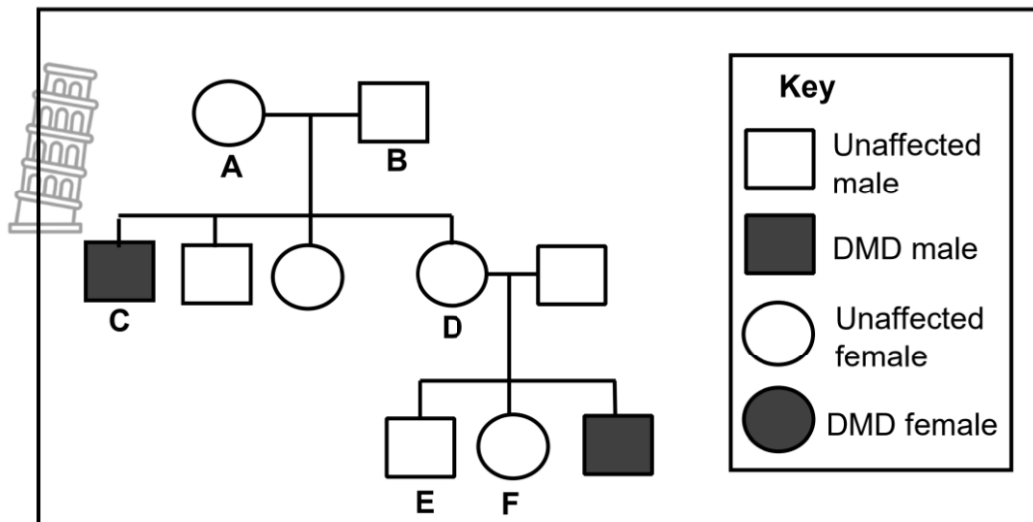 Key
A
B
Unaffected
male
DMD male
C
D
Unaffected
female
DMD female
E
F